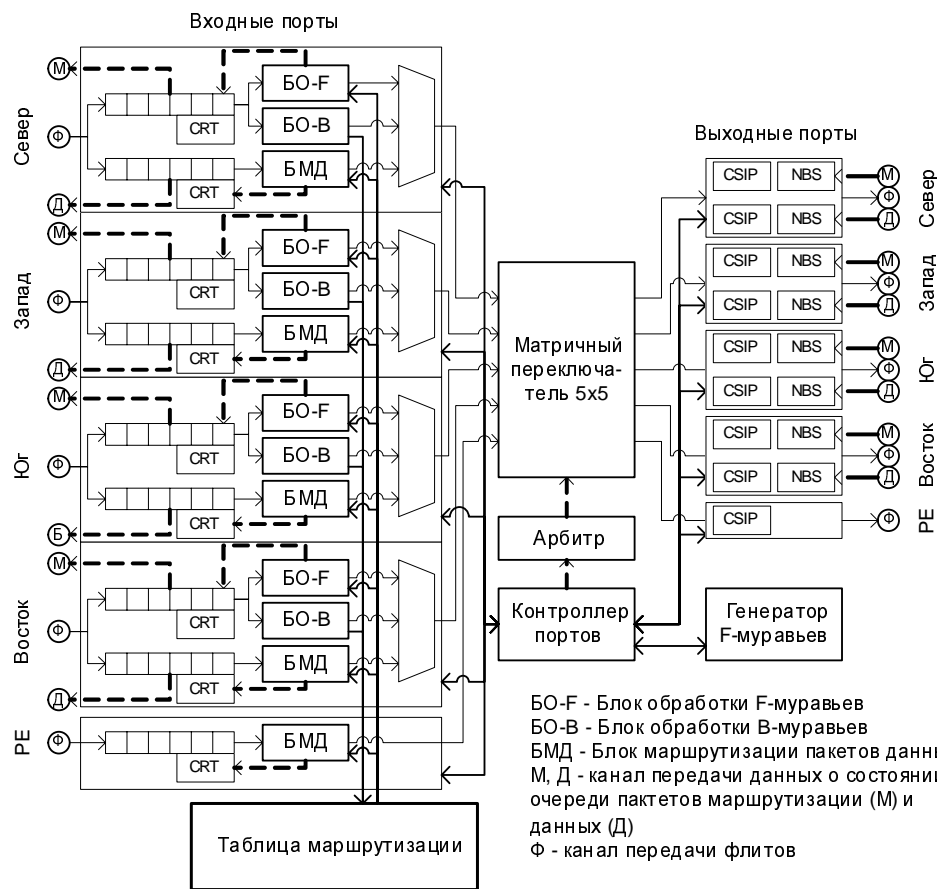 Входные порты
Север
М
Ф
Д
CRT
CRT
БО-F
БО-B
БМД
Запад
М
Ф
Д
CRT
CRT
БО-F
БО-B
БМД
Юг
М
Ф
Б
CRT
CRT
БО-F
БО-B
БМД
Восток
М
Ф
Д
CRT
CRT
БО-F
БО-B
БМД
PE
Ф
CRT
БМД
Таблица маршрутизации
Матричный
переключа-
тель 5x5
Арбитр
Контроллер
портов
Генератор
F-муравьев
Выходные порты
CSIP NBS М
Ф
CSIP NBS Д
Север
CSIP NBS М
Ф
CSIP NBS Д
Запад
CSIP NBS М
Ф
CSIP NBS Д
Юг
CSIP NBS М
Ф
CSIP NBS Д
Восток
CSIP Ф
PE
БО-F - Блок обработки F-муравьев
БО-B - Блок обработки B-муравьев
БМД - Блок маршрутизации пакетов данн
М, Д - канал передачи данных о состояни
очереди пактетов маршрутизации (М) и
данных (Д)
Ф - канал передачи флитов